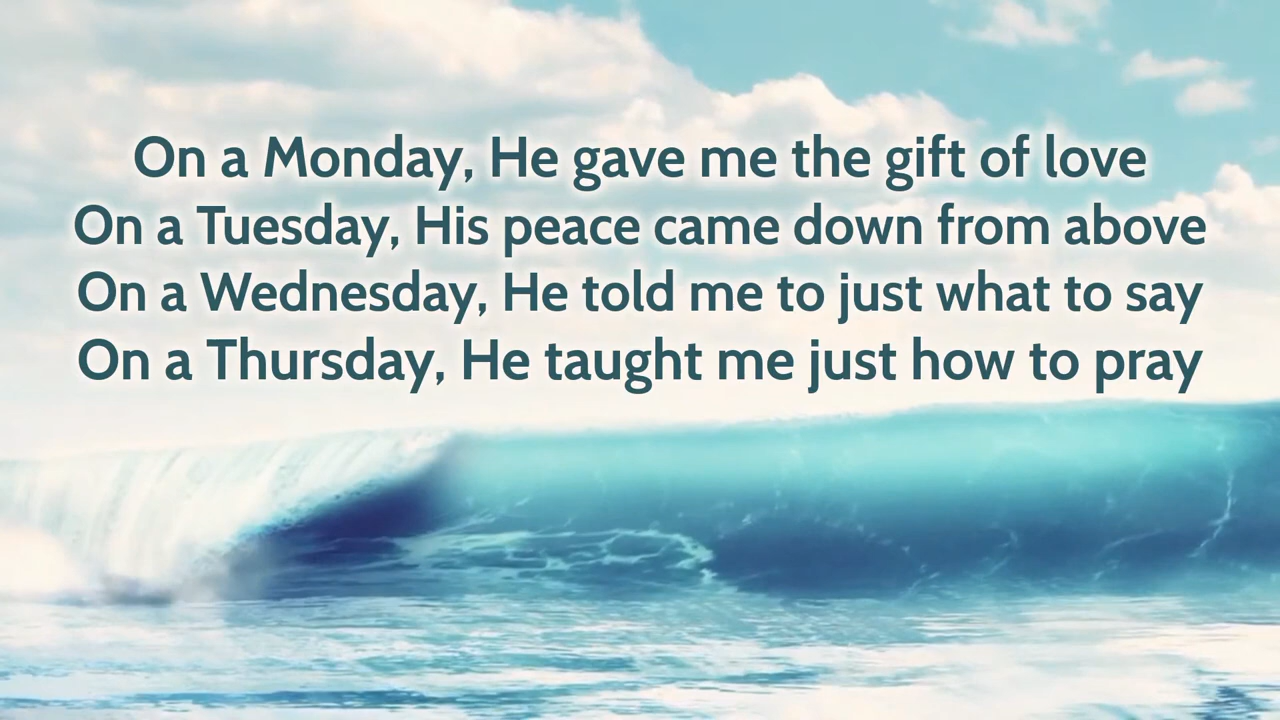 On a Monday, He gave me the gift of love
On a Tuesday, His peace came down from above
On a Wednesday, He told me to just what to say
On a Thursday, He taught me just how to pray